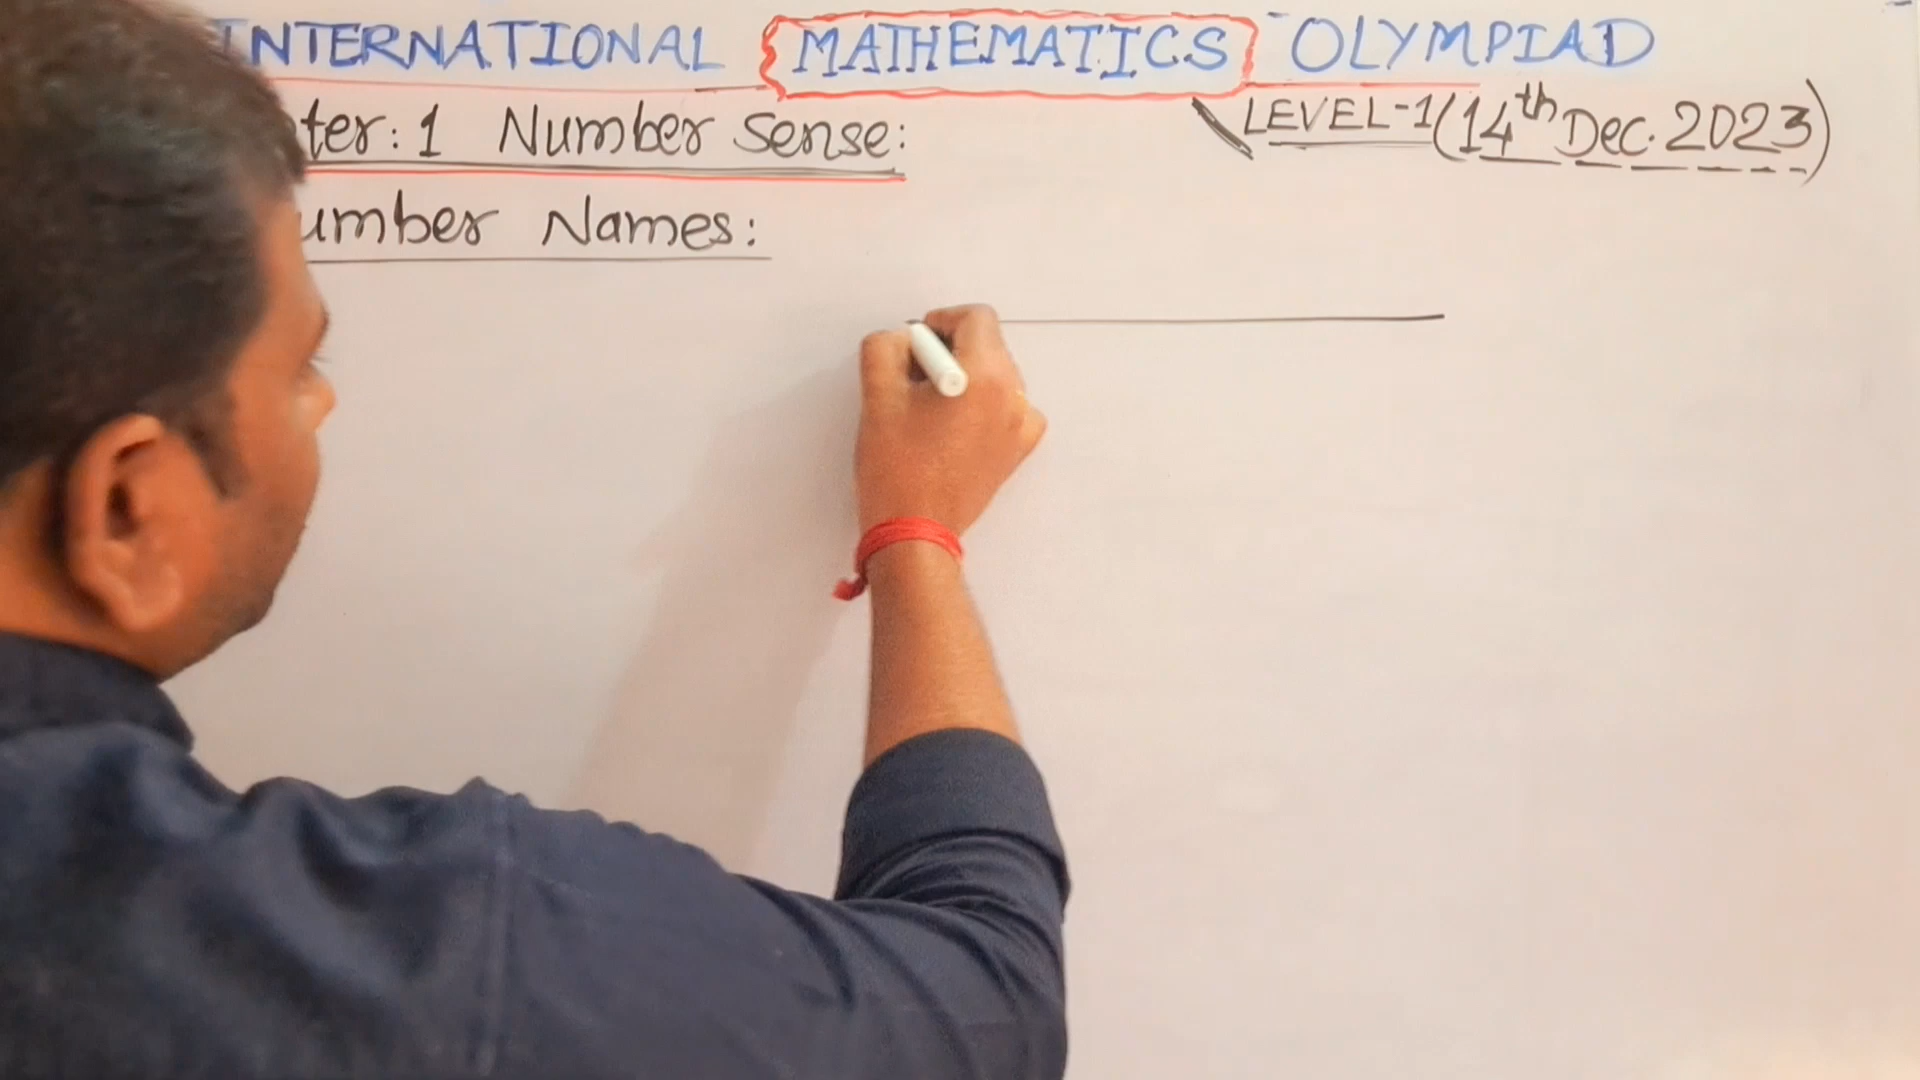 INTERNATIONAL MATHEMATICS OLYMPIAD
LEVEL-1 (14th Dec. 2023)
ter: 1 Number Sense:
umber Names: